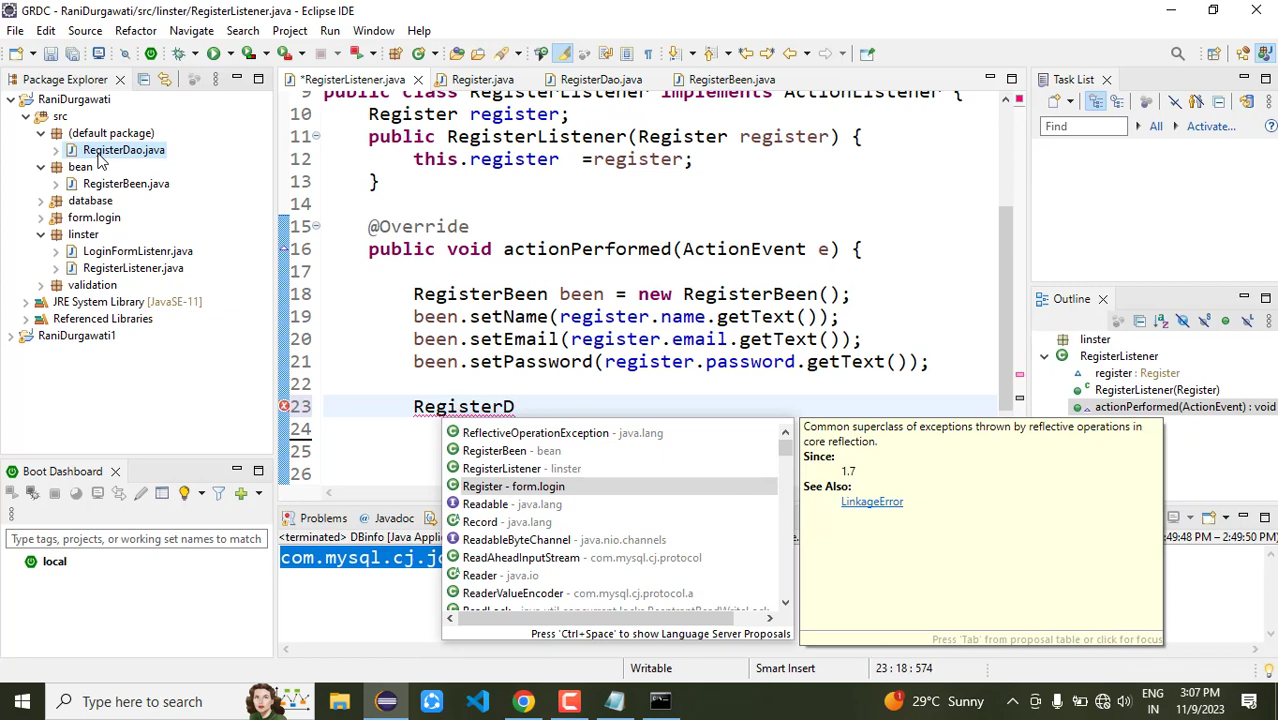 GRDC - RaniDurgawati/src/linster/RegisterListener.java - Eclipse IDE
File Edit Source Refactor Navigate Search Project Run Window Help
Package Explorer
RaniDurgawati
src
(default package)
RegisterDao.java
bean
RegisterBeen.java
database
form.login
linster
LoginFormListenr.java
RegisterListener.java
validation
JRE System Library [JavaSE-11]
Referenced Libraries
RaniDurgawati1
Boot Dashboard
Type tags, projects, or working set names to match
local
*RegisterListener.java Register.java RegisterDao.java RegisterBeen.java
9 public class RegisterListener implements ActionListener {
10 Register register;
11 public RegisterListener(Register register) {
12 this.register =register;
13 }
14
15 @Override
16 public void actionPerformed(ActionEvent e) {
17
18 RegisterBeen been = new RegisterBeen();
19 been.setName(register.name.getText());
20 been.setEmail(register.email.getText());
21 been.setPassword(register.password.getText());
22
23 RegisterD
24
25
26
ReflectiveOperationException - java.lang
RegisterBeen - bean
RegisterListener - linster
Register - form.login
Readable - java.lang
Record - java.lang
ReadableByteChannel - java.nio.channels
ReadAheadInputStream - com.mysql.cj.protocol
Reader - java.io
ReaderValueEncoder - com.mysql.cj.protocol.a
Press 'Ctrl+Space' to show Language Server Proposals
Common superclass of exceptions thrown by reflective operations in
core reflection.
Since:
1.7
See Also:
LinkageError
Press 'Tab' from proposal table or click for focus
Problems Javadoc
<terminated> DBinfo [Java Appl
:49:48 PM – 2:49:50 PM)
com.mysql.cj.jd
Task List
Find All Activate...
Outline
linster
RegisterListener
register : Register
RegisterListener(Register)
actionPerformed(ActionEvent) : void
Writable Smart Insert 23 : 18 : 574
Type here to search
29°C Sunny
ENG
IN
3:07 PM
11/9/2023